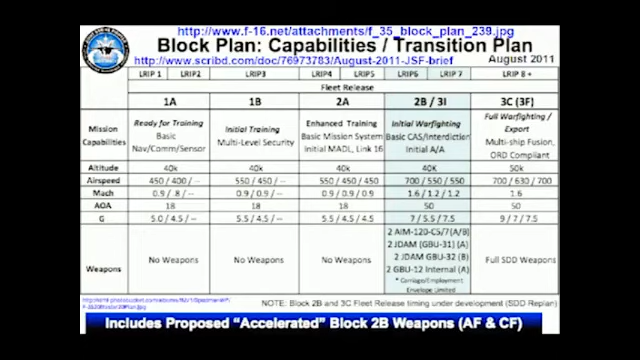 http://www.f-16.net/attachments/f_35_block_plan_239.jpg
Block Plan: Capabilities / Transition Plan
http://www.scribd.com/doc/76973783/August-2011-JSF-brief
August 2011
LRIP 1 LRIP2 LRIP3 LRIP4 LRIP5 LRIP6 LRIP 7 LRIP 8 +
Fleet Release
1A 1B 2A 2B / 3I 3C (3F)
Mission Capabilities
Ready for Training
Basic
Nav/Comm/Sensor
Initial Training
Multi-Level Security
Enhanced Training
Basic Mission System
Initial MADL, Link 16
Initial Warfighting
Basic CAS/Interdiction
Initial A/A
Full Warfighting /
Export
Multi-ship Fusion,
ORD Compliant
Altitude 40k 40k 40k 40K 50k
Airspeed 450 / 400 / -- 550 / 450 / -- 550 / 450 / 450 700 / 550 / 550 700 / 630 / 700
Mach 0.9 / .8 / -- 0.9 / 0.9 / -- 0.9 / 0.9 / 0.9 1.6 / 1.2 / 1.2 1.6
AOA 18 18 18 50 50
G 5.0 / 4.5 / -- 5.5 / 4.5 / -- 5.5 / 4.5 / 4.5 7 / 5.5 / 7.5 9 / 7 / 7.5
Weapons No Weapons No Weapons No Weapons
2 AIM-120-C5/7 (A/B)
2 JDAM (GBU-31) (A)
2 JDAM (GBU-32) (B)
2 GBU-12 Internal (A)
* Carriage/Employment
Envelope Limited
Full SDD Weapons
NOTE: Block 2B and 3C Fleet Release timing under development (SDD Replan)
Includes Proposed “Accelerated” Block 2B Weapons (AF & CF)